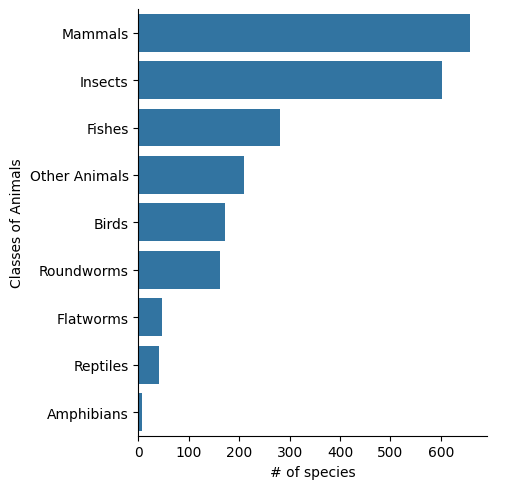 Classes of Animals
Mammals
Insects
Fishes
Other Animals
Birds
Roundworms
Flatworms
Reptiles
Amphibians
0 100 200 300 400 500 600
# of species